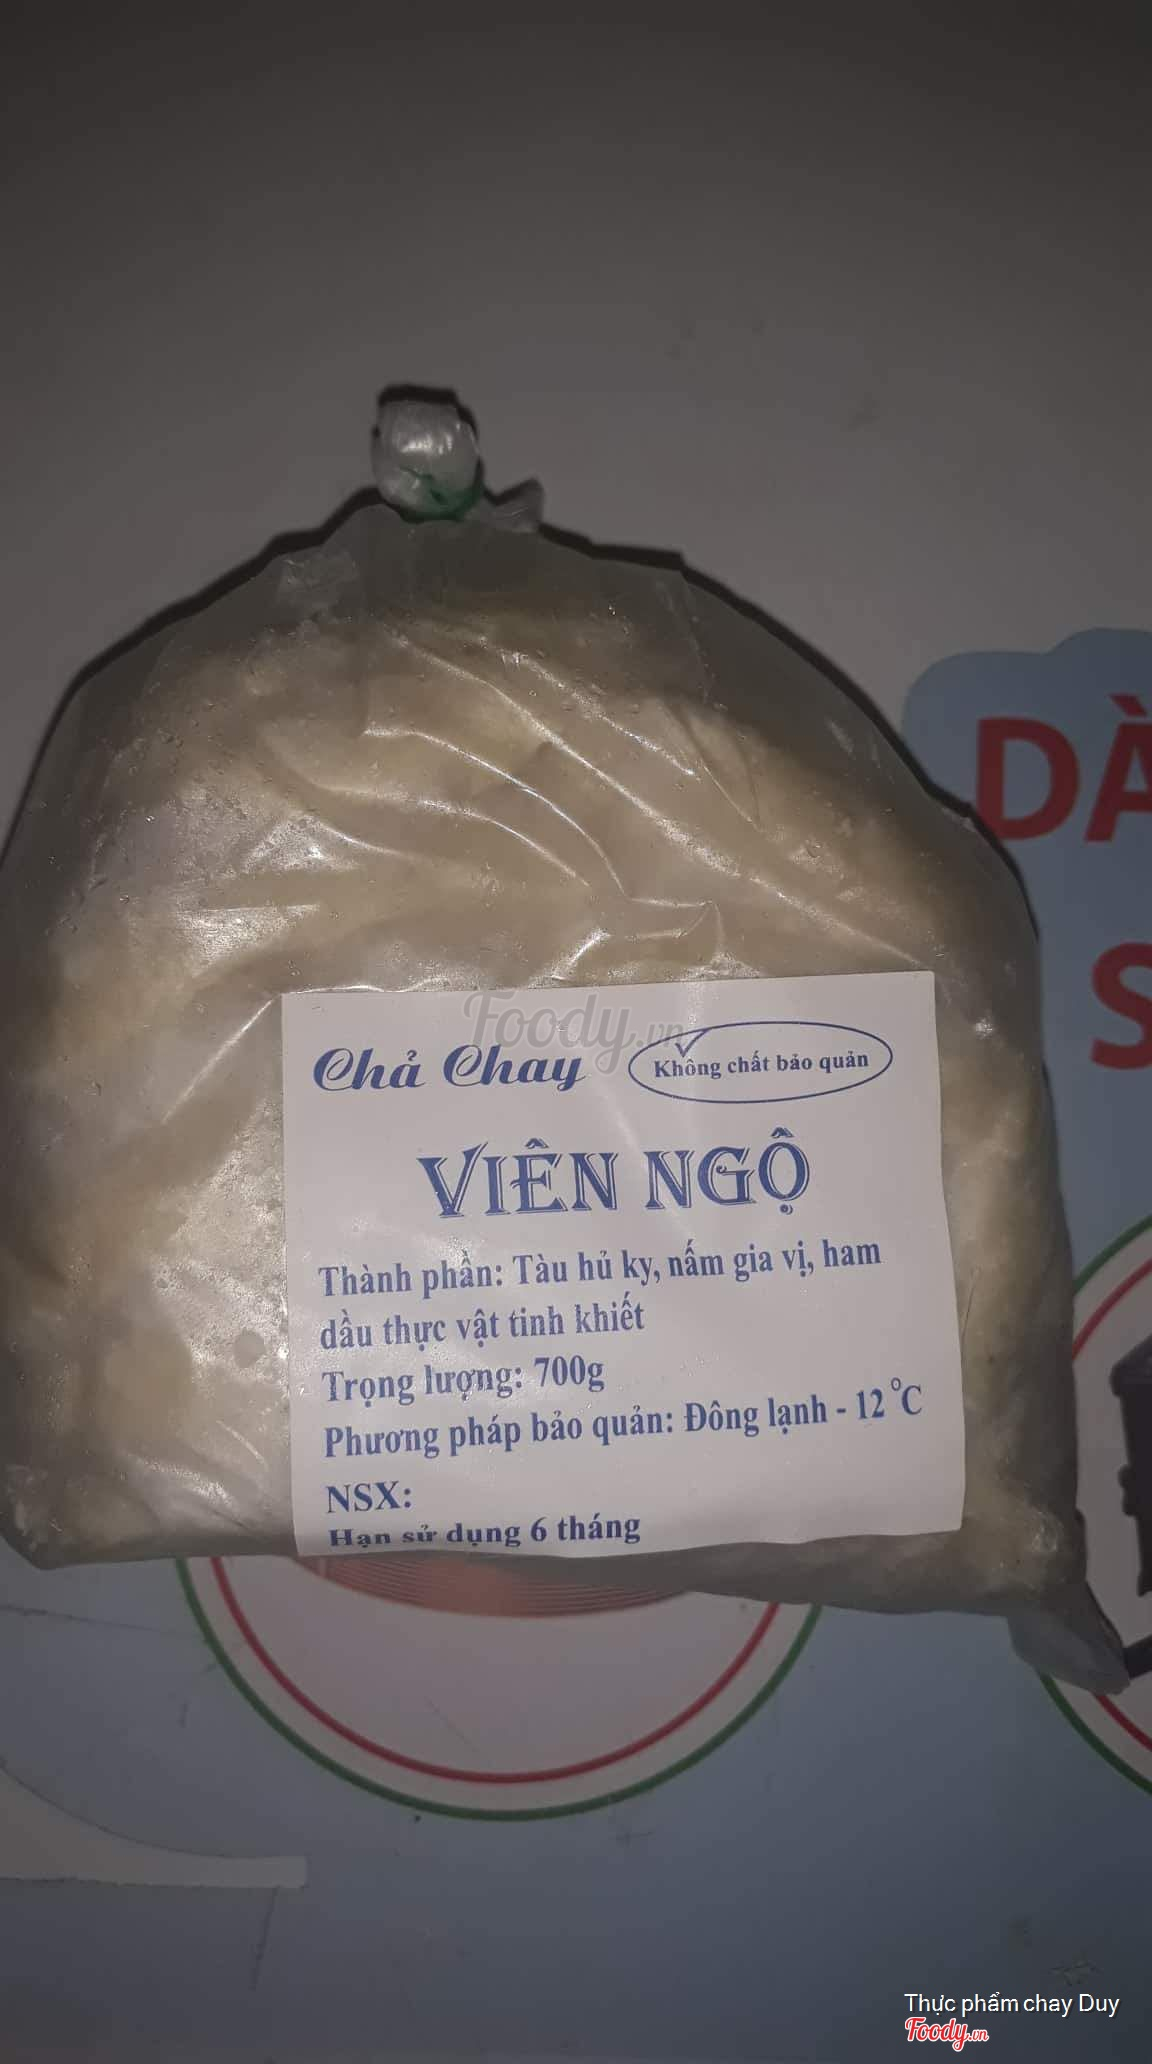 DÀ
S
Foody.vn
Chả Chay
Không chất bảo quản
VIÊN NGỘ
Thành phần: Tàu hủ ky, nấm gia vị, ham
dầu thực vật tinh khiết
Trọng lượng: 700g
Phương pháp bảo quản: Đông lạnh - 12 °C
NSX:
Hạn sử dụng 6 tháng
Thực phẩm chay Duy
Foody.vn